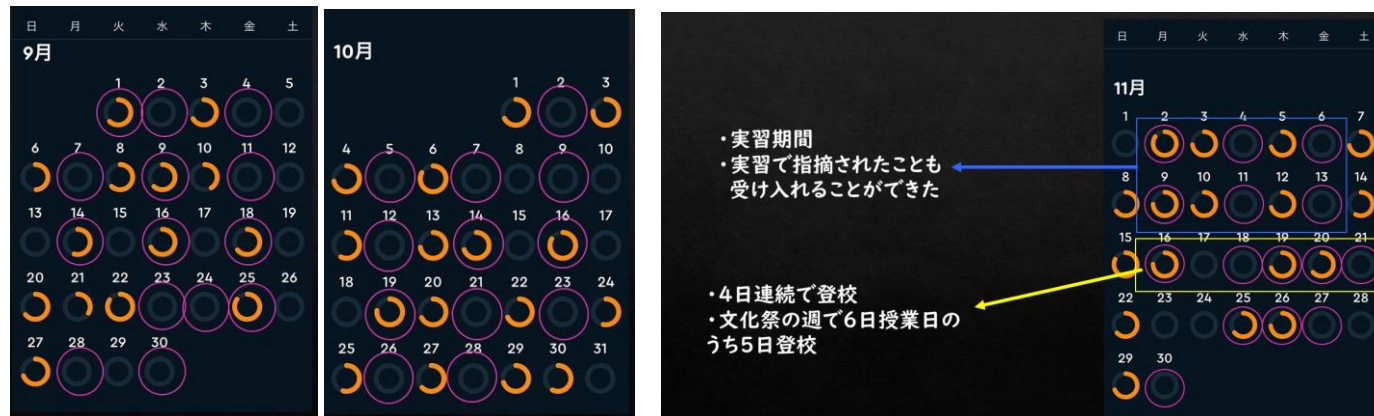 日 月 火 水 木 金 土
9月
1 2 3 4 5
6 7 8 9 10 11 12
13 14 15 16 17 18 19
20 21 22 23 24 25 26
27 28 29 30
10月
1 2 3
4 5 6 7 8 9 10
11 12 13 14 15 16 17
18 19 20 21 22 23 24
25 26 27 28 29 30 31
・実習期間
・実習で指摘されたことも
受け入れることができた
・4日連続で登校
・文化祭の週で6日授業日の
うち5日登校
日 月 火 水 木 金 土
11月
1 2 3 4 5 6 7
8 9 10 11 12 13 14
15 16 17 18 19 20 21
22 23 24 25 26 27 28
29 30